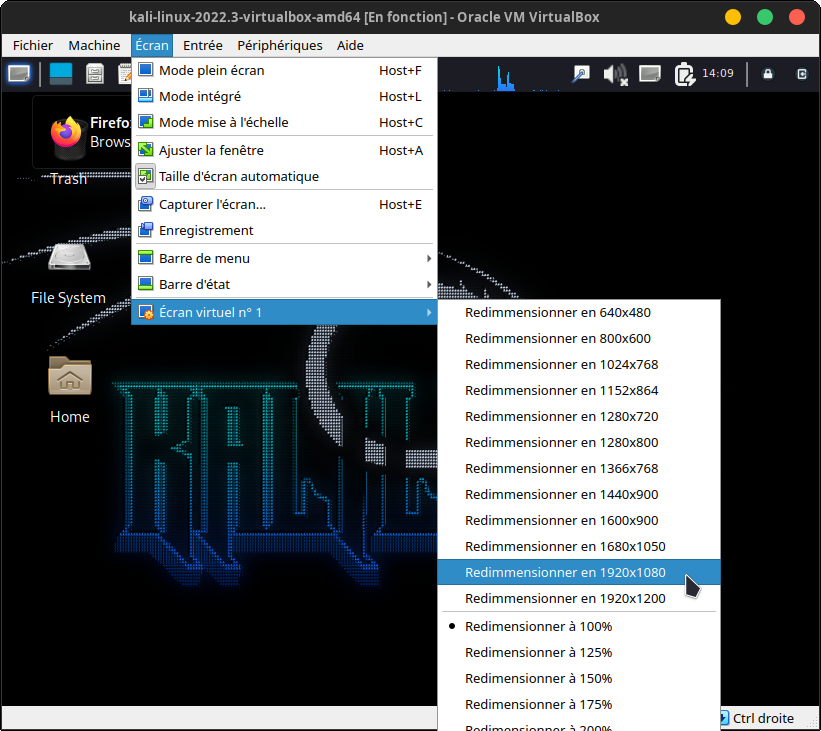 kali-linux-2022.3-virtualbox-amd64 [En fonction] - Oracle VM VirtualBox
Fichier Machine Écran Entrée Périphériques Aide
Mode plein écran Host+F
Mode intégré Host+L
Mode mise à l'échelle Host+C
Ajuster la fenêtre Host+A
Taille d'écran automatique
Capturer l'écran... Host+E
Enregistrement
Barre de menu
Barre d'état
Écran virtuel n° 1
14:09
Firefo
Brows
Trash
File System
Home
KALI
Redimmensionner en 640x480
Redimmensionner en 800x600
Redimmensionner en 1024x768
Redimmensionner en 1152x864
Redimmensionner en 1280x720
Redimmensionner en 1280x800
Redimmensionner en 1366x768
Redimmensionner en 1440x900
Redimmensionner en 1600x900
Redimmensionner en 1680x1050
Redimmensionner en 1920x1080
Redimmensionner en 1920x1200
Redimensionner à 100%
Redimensionner à 125%
Redimensionner à 150%
Redimensionner à 175%
Redimensionner à 200%
Ctrl droite